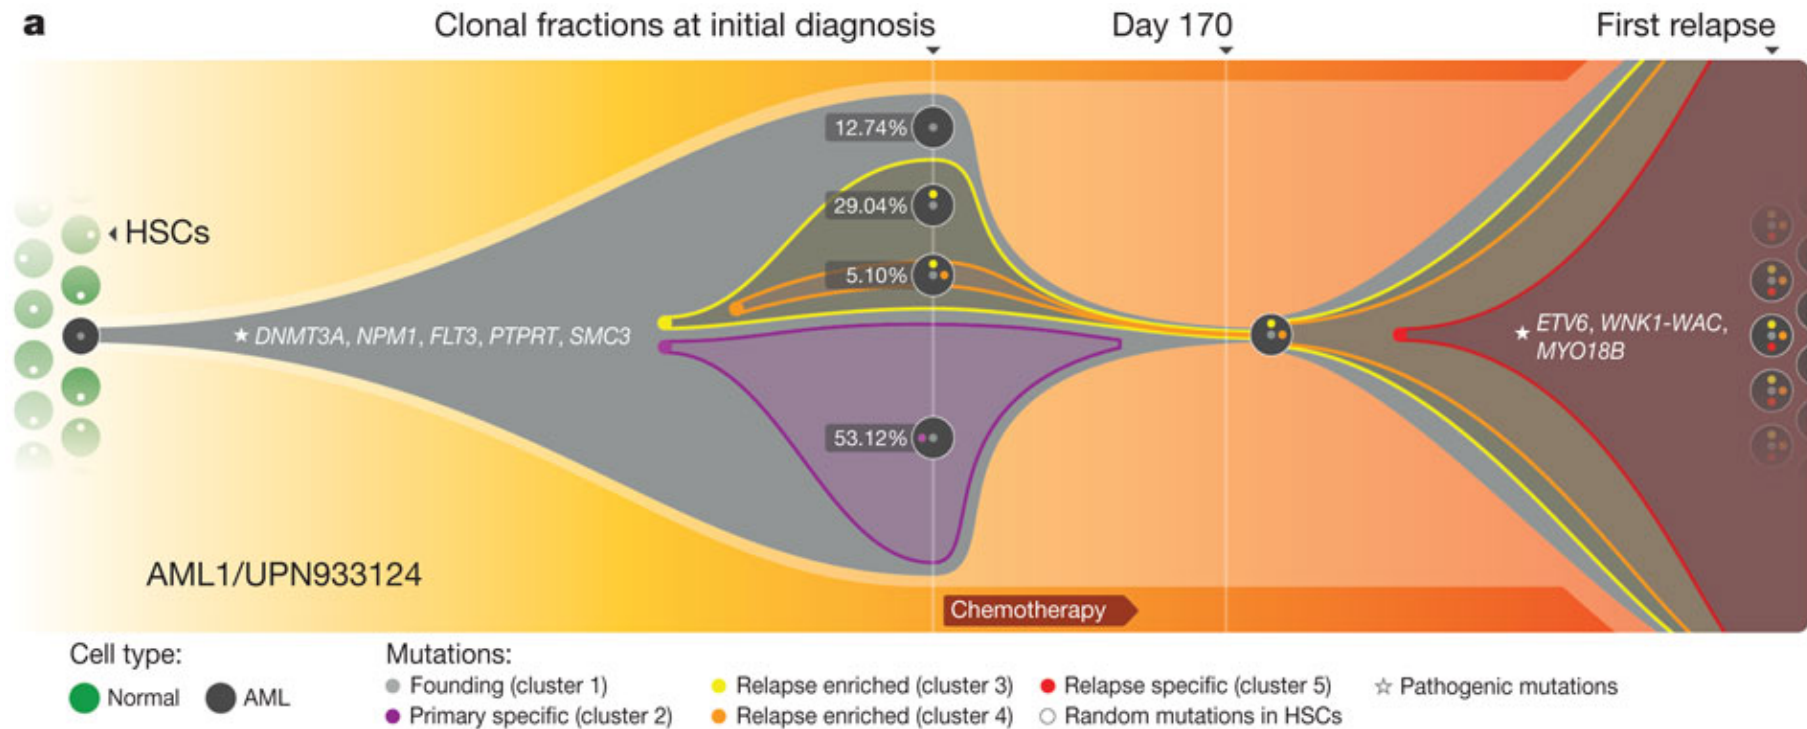 a
Clonal fractions at initial diagnosis
Day 170
First relapse
12.74%
29.04%
HSCs
5.10%
DNMT3A, NPM1, FLT3, PTPRT, SMC3
ETV6, WNK1-WAC,
MYO18B
53.12%
AML1/UPN933124
Chemotherapy
Cell type:
Normal
AML
Mutations:
Founding (cluster 1)
Primary specific (cluster 2)
Relapse enriched (cluster 3)
Relapse enriched (cluster 4)
Relapse specific (cluster 5)
Random mutations in HSCs
Pathogenic mutations